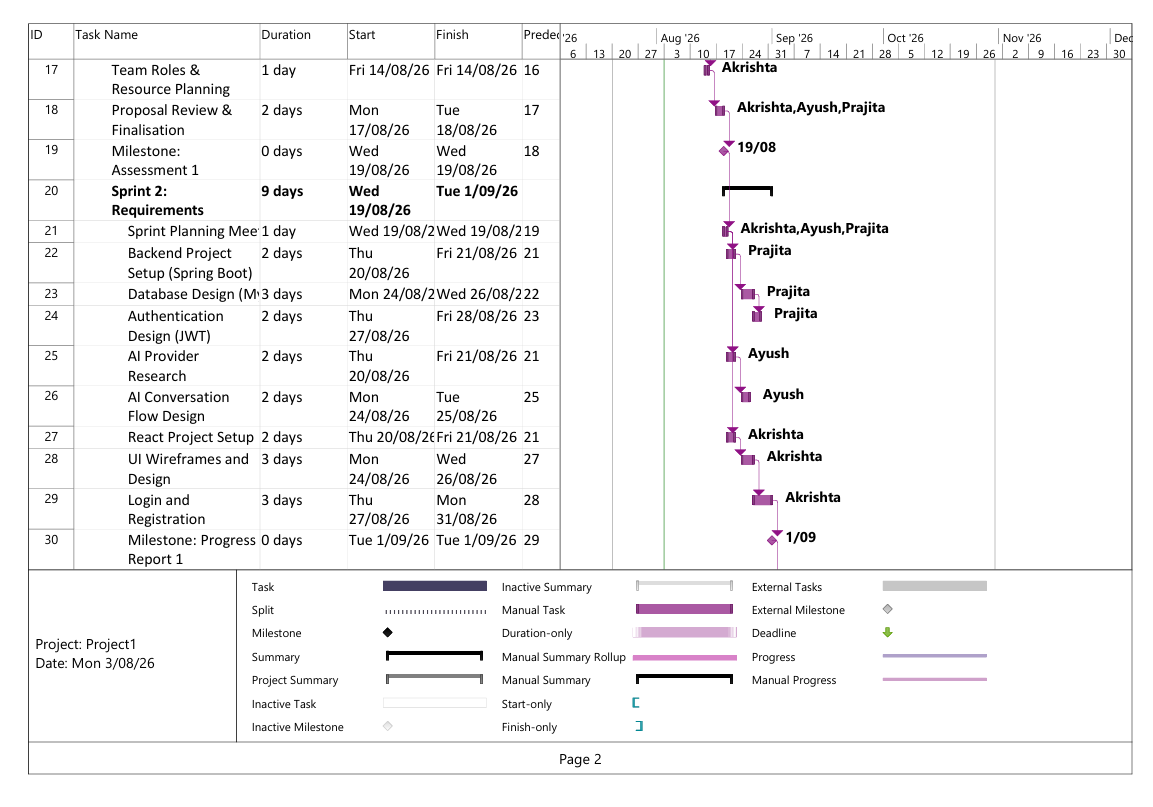 ID Task Name Duration Start Finish Predec
'26 Aug '26 Sep '26 Oct '26 Nov '26 Dec
6 13 20 27 3 10 17 24 31 7 14 21 28 5 12 19 26 2 9 16 23 30
17 Team Roles & 1 day Fri 14/08/26 Fri 14/08/26 16 Akrishta
Resource Planning
18 Proposal Review & 2 days Mon Tue 17 Akrishta,Ayush,Prajita
Finalisation 17/08/26 18/08/26
19 Milestone: 0 days Wed Wed 18 19/08
Assessment 1 19/08/26 19/08/26
20 Sprint 2: 9 days Wed Tue 1/09/26
Requirements 19/08/26
21 Sprint Planning Mee 1 day Wed 19/08/2 Wed 19/08/2 19 Akrishta,Ayush,Prajita
22 Backend Project 2 days Thu Fri 21/08/26 21 Prajita
Setup (Spring Boot) 20/08/26
23 Database Design (My 3 days Mon 24/08/2 Wed 26/08/2 22 Prajita
24 Authentication 2 days Thu Fri 28/08/26 23 Prajita
Design (JWT) 27/08/26
25 AI Provider 2 days Thu Fri 21/08/26 21 Ayush
Research 20/08/26
26 AI Conversation 2 days Mon Tue 25 Ayush
Flow Design 24/08/26 25/08/26
27 React Project Setup 2 days Thu 20/08/26 Fri 21/08/26 21 Akrishta
28 UI Wireframes and 3 days Mon Wed 27 Akrishta
Design 24/08/26 26/08/26
29 Login and 3 days Thu Mon 28 Akrishta
Registration 27/08/26 31/08/26
30 Milestone: Progress 0 days Tue 1/09/26 Tue 1/09/26 29 1/09
Report 1
Project: Project1
Date: Mon 3/08/26
Task Inactive Summary External Tasks
Split Manual Task External Milestone
Milestone Duration-only Deadline
Summary Manual Summary Rollup Progress
Project Summary Manual Summary Manual Progress
Inactive Task Start-only
Inactive Milestone Finish-only
Page 2